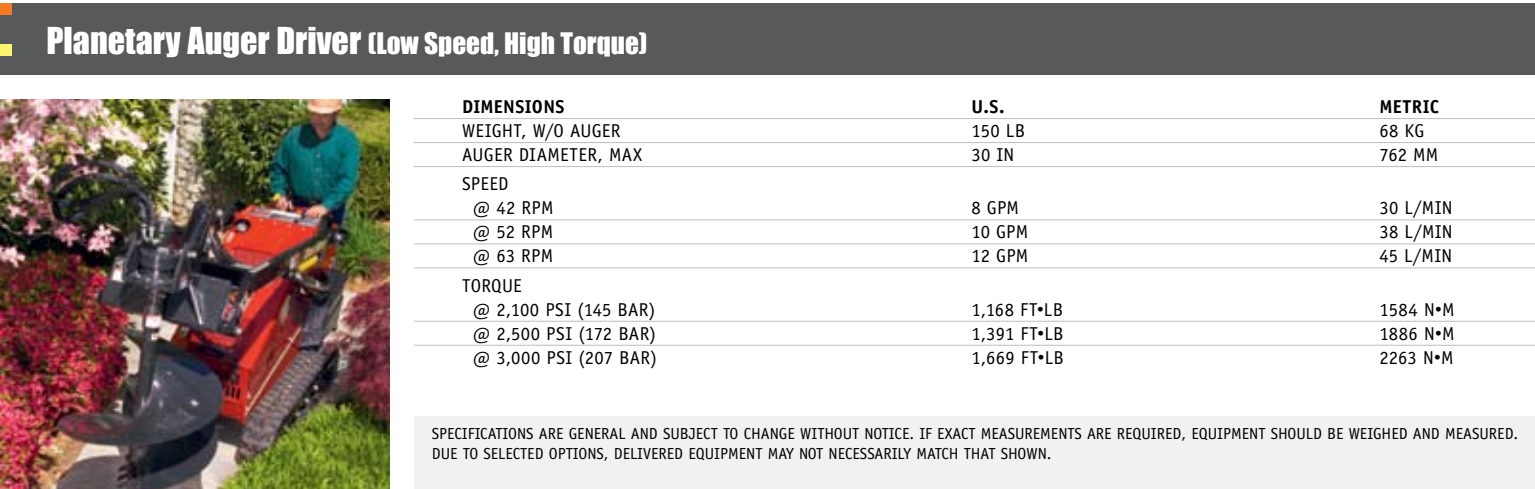 Planetary Auger Driver (Low Speed, High Torque)
DIMENSIONS U.S. METRIC
WEIGHT, W/O AUGER 150 LB 68 KG
AUGER DIAMETER, MAX 30 IN 762 MM
SPEED
@ 42 RPM 8 GPM 30 L/MIN
@ 52 RPM 10 GPM 38 L/MIN
@ 63 RPM 12 GPM 45 L/MIN
TORQUE
@ 2,100 PSI (145 BAR) 1,168 FT•LB 1584 N•M
@ 2,500 PSI (172 BAR) 1,391 FT•LB 1886 N•M
@ 3,000 PSI (207 BAR) 1,669 FT•LB 2263 N•M
SPECIFICATIONS ARE GENERAL AND SUBJECT TO CHANGE WITHOUT NOTICE. IF EXACT MEASUREMENTS ARE REQUIRED, EQUIPMENT SHOULD BE WEIGHED AND MEASURED.
DUE TO SELECTED OPTIONS, DELIVERED EQUIPMENT MAY NOT NECESSARILY MATCH THAT SHOWN.